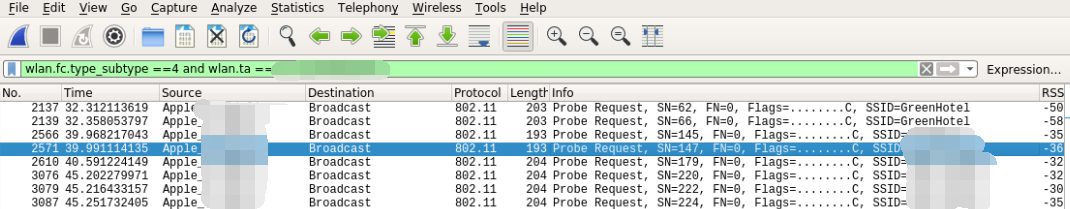 File Edit View Go Capture Analyze Statistics Telephony Wireless Tools Help
wlan.fc.type_subtype ==4 and wlan.ta == Expression...
No. Time Source Destination Protocol Length Info RSS
2137 32.312113619 Apple_ Broadcast 802.11 203 Probe Request, SN=62, FN=0, Flags=........C, SSID=GreenHotel -50
2139 32.358053797 Apple_ Broadcast 802.11 203 Probe Request, SN=66, FN=0, Flags=........C, SSID=GreenHotel -58
2566 39.968217043 Apple_ Broadcast 802.11 193 Probe Request, SN=145, FN=0, Flags=........C, SSID= -35
2571 39.991114135 Apple_ Broadcast 802.11 193 Probe Request, SN=147, FN=0, Flags=........C, SSID -36
2610 40.591224149 Apple_ Broadcast 802.11 204 Probe Request, SN=179, FN=0, Flags=........C, SSID= -32
3076 45.202279971 Apple_ Broadcast 802.11 204 Probe Request, SN=220, FN=0, Flags=........C, SSID= -32
3079 45.216433157 Apple_ Broadcast 802.11 204 Probe Request, SN=222, FN=0, Flags=........C, SSID= -30
3087 45.251732405 Apple_ Broadcast 802.11 204 Probe Request, SN=224, FN=0, Flags=........C, SSID= -35